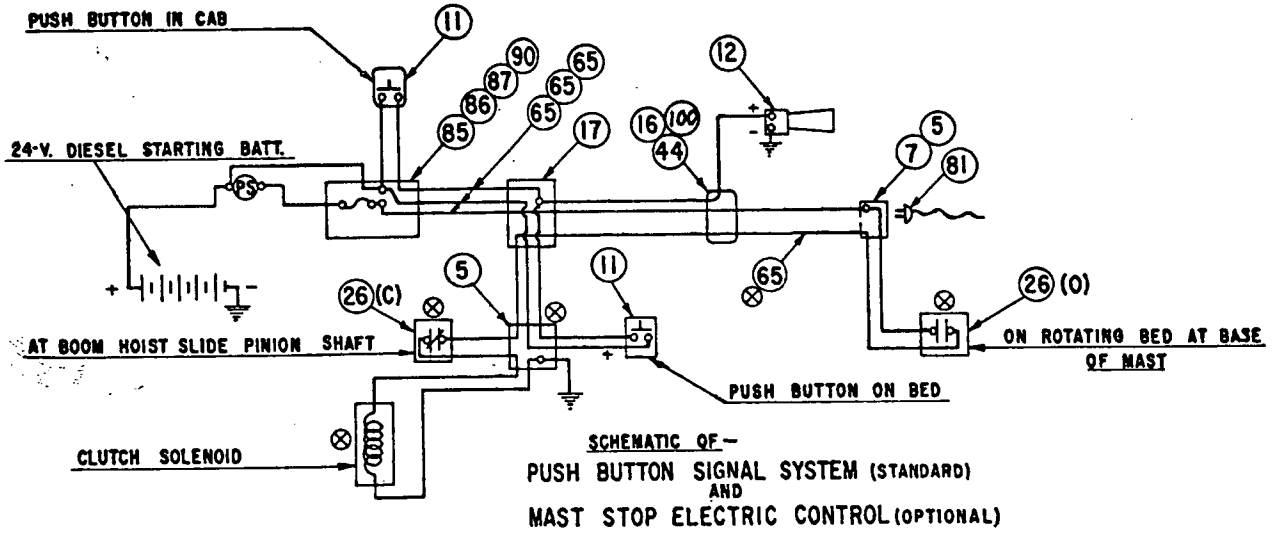 PUSH BUTTON IN CAB
11
90
87
86
85
65
65
65
17
12
16
100
44
5
7
81
24-V. DIESEL STARTING BATT.
PS
+
-
+
-
65
5
11
26 (C)
26 (O)
AT BOOM HOIST SLIDE PINION SHAFT
+
ON ROTATING BED AT BASE
OF MAST
PUSH BUTTON ON BED
CLUTCH SOLENOID
SCHEMATIC OF-
PUSH BUTTON SIGNAL SYSTEM (STANDARD)
AND
MAST STOP ELECTRIC CONTROL (OPTIONAL)